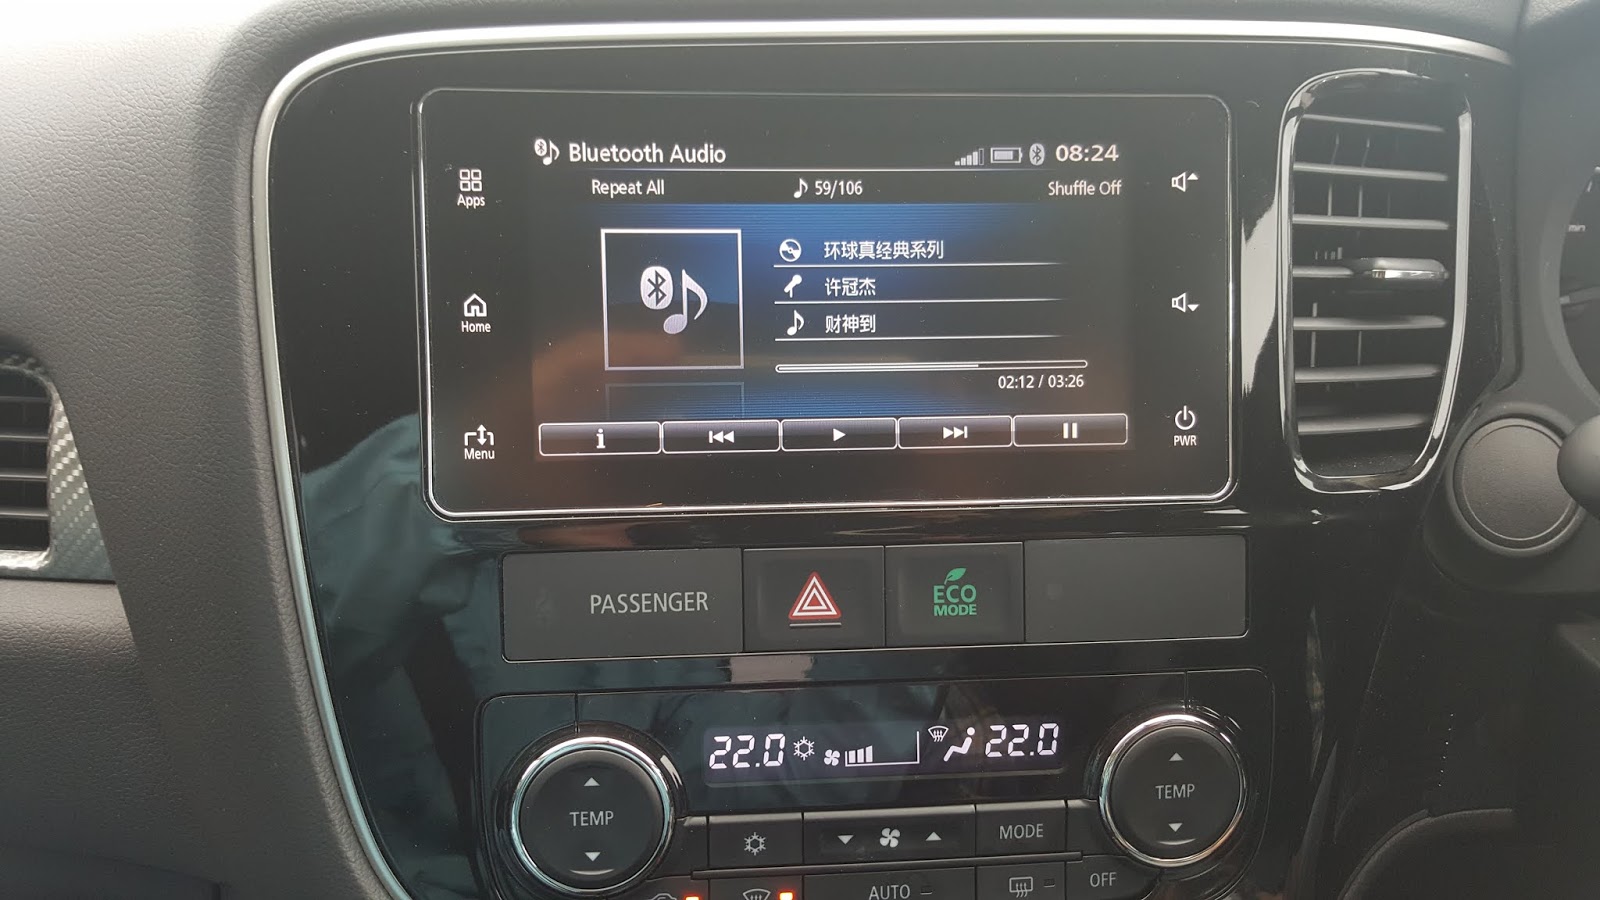 Bluetooth Audio 08:24
Repeat All 59/106 Shuffle Off
Apps
环球真经典系列
许冠杰
Home
财神到
02:12 / 03:26
Menu
PWR
PASSENGER
ECO
MODE
22.0 22.0
TEMP
TEMP
MODE
AUTO
OFF